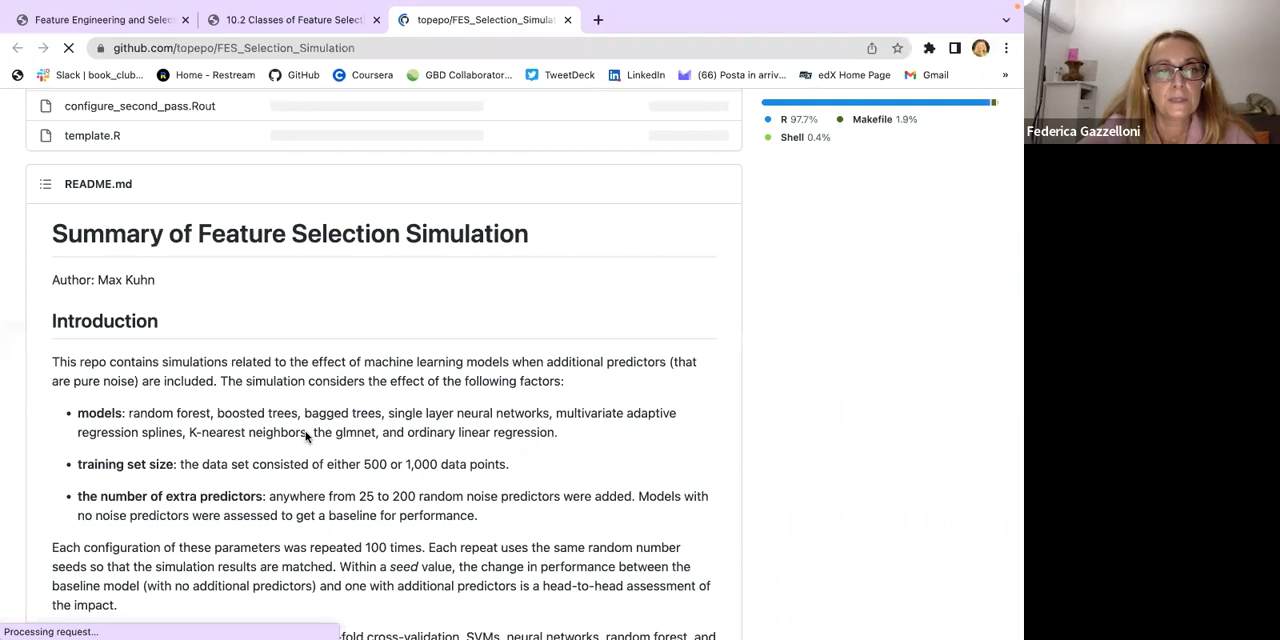 Feature Engineering and Selec
10.2 Classes of Feature Select
topepo/FES_Selection_Simulat
github.com/topepo/FES_Selection_Simulation
Slack | book_club...
Home - Restream
GitHub
Coursera
GBD Collaborator...
TweetDeck
LinkedIn
(66) Posta in arriv...
edX Home Page
Gmail
»
configure_second_pass.Rout
template.R
R 97.7%
Makefile 1.9%
Shell 0.4%
README.md
Summary of Feature Selection Simulation
Author: Max Kuhn
Introduction
This repo contains simulations related to the effect of machine learning models when additional predictors (that
are pure noise) are included. The simulation considers the effect of the following factors:
• models: random forest, boosted trees, bagged trees, single layer neural networks, multivariate adaptive
regression splines, K-nearest neighbors, the glmnet, and ordinary linear regression.
• training set size: the data set consisted of either 500 or 1,000 data points.
• the number of extra predictors: anywhere from 25 to 200 random noise predictors were added. Models with
no noise predictors were assessed to get a baseline for performance.
Each configuration of these parameters was repeated 100 times. Each repeat uses the same random number
seeds so that the simulation results are matched. Within a seed value, the change in performance between the
baseline model (with no additional predictors) and one with additional predictors is a head-to-head assessment of
the impact.
-fold cross-validation. SVMs, neural networks, random forest, and
Processing request...
Federica Gazzelloni